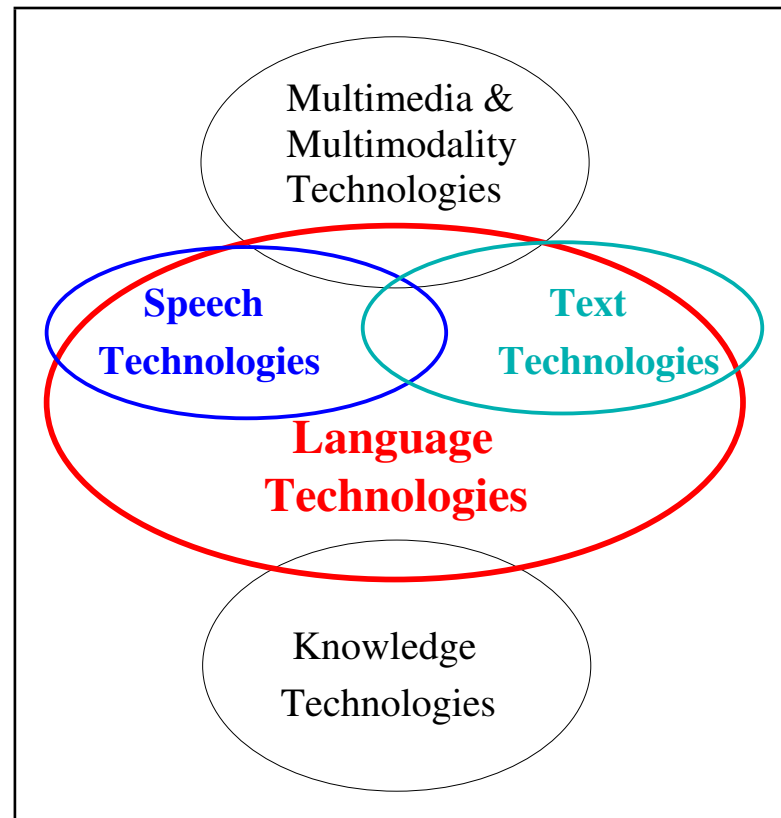 Multimedia &
Multimodality
Technologies
Speech
Technologies
Text
Technologies
Language
Technologies
Knowledge
Technologies